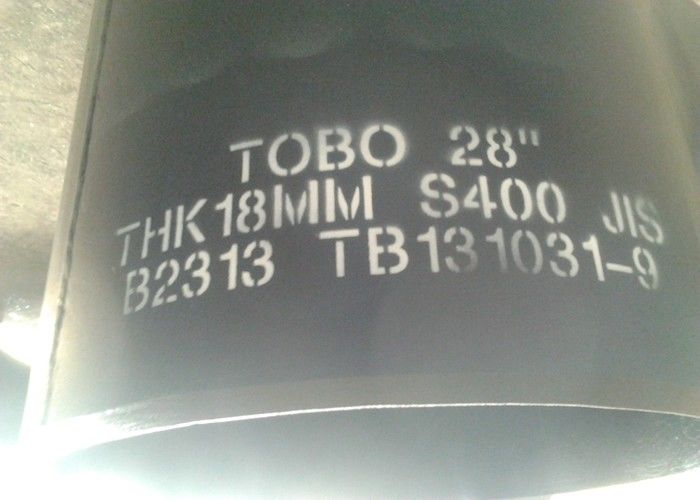 TOBO 28"
THK18MM S400 JIS
B2313 TB131031-9